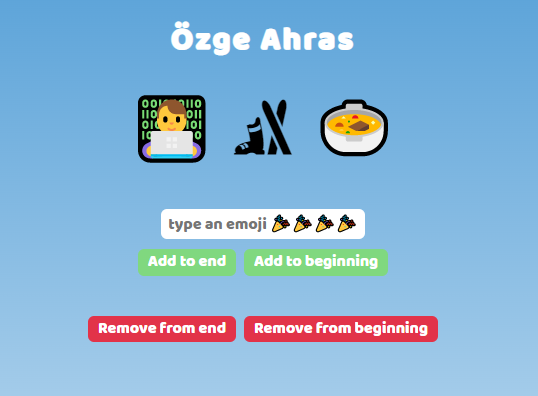 Özge Ahras
type an emoji 🎉🎉🎉🎉
Add to end Add to beginning
Remove from end Remove from beginning